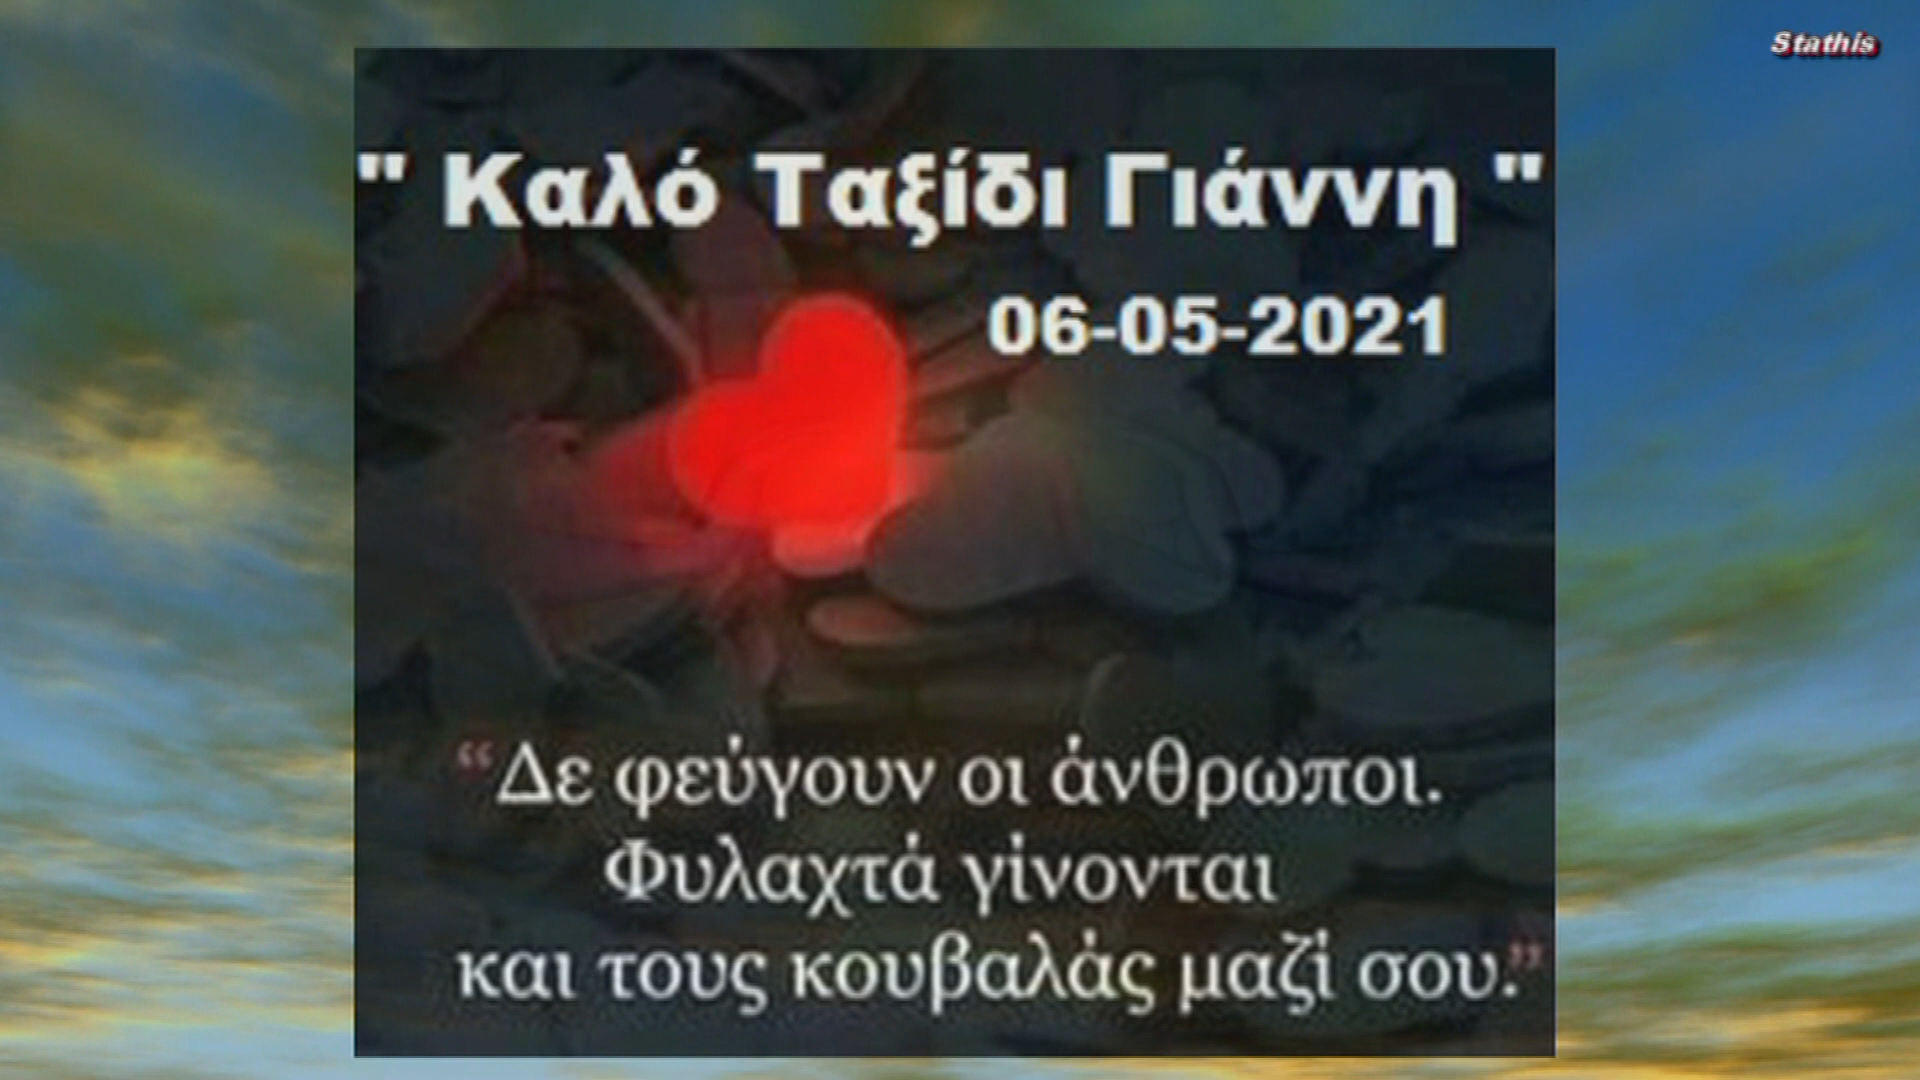 Stathis
" Καλό Ταξίδι Γιάννη "
06-05-2021
“Δε φεύγουν οι άνθρωποι.
Φυλαχτά γίνονται
και τους κουβαλάς μαζί σου.”